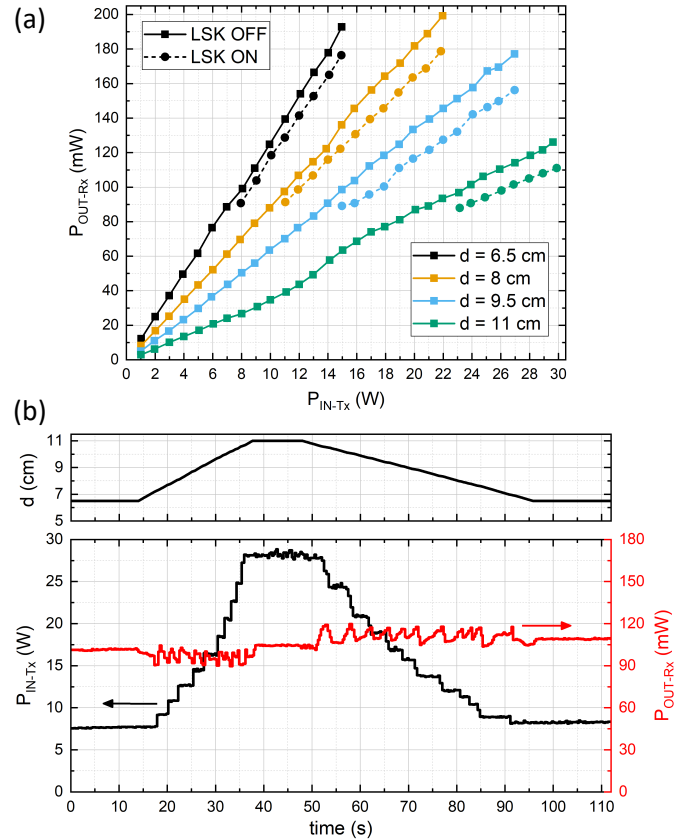 (a)
LSK OFF
LSK ON
200
180
160
140
120
100
80
60
40
20
0
P_OUT-Rx (mW)
d = 6.5 cm
d = 8 cm
d = 9.5 cm
d = 11 cm
0 2 4 6 8 10 12 14 16 18 20 22 24 26 28 30
P_IN-Tx (W)
(b)
11
9
7
5
d (cm)
30
25
20
15
10
5
0
P_IN-Tx (W)
180
150
120
90
60
30
0
P_OUT-Rx (mW)
0 10 20 30 40 50 60 70 80 90 100 110
time (s)